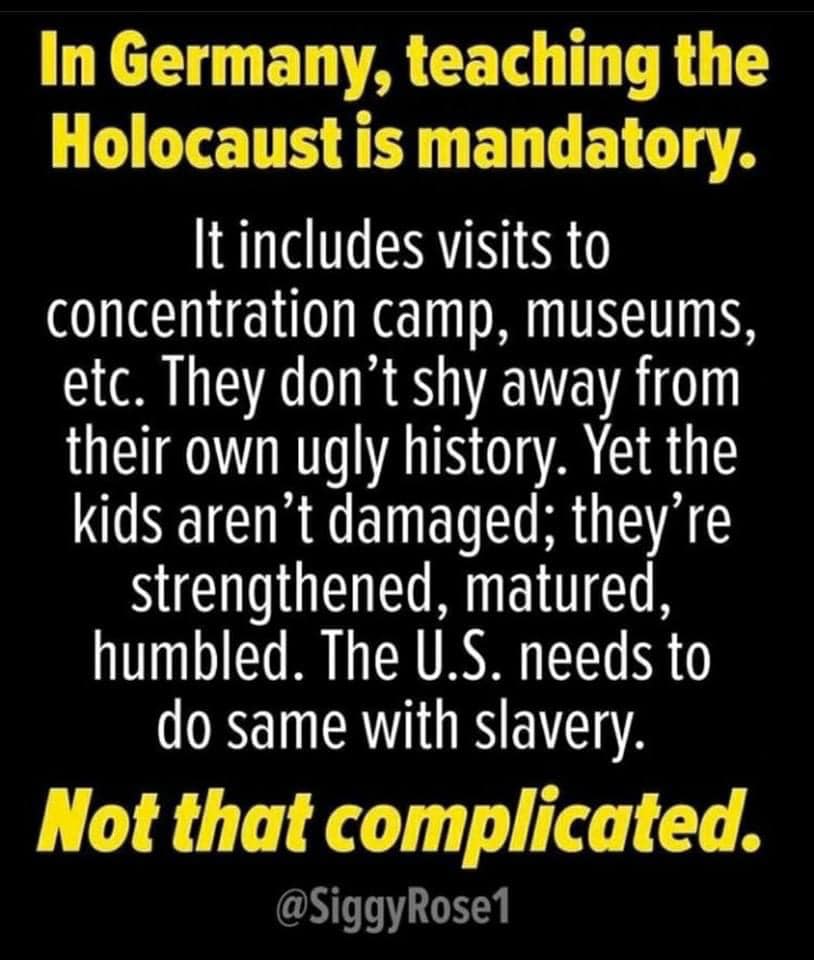 In Germany, teaching the
Holocaust is mandatory.
It includes visits to
concentration camp, museums,
etc. They don’t shy away from
their own ugly history. Yet the
kids aren’t damaged; they’re
strengthened, matured,
humbled. The U.S. needs to
do same with slavery.
Not that complicated.
@SiggyRose1